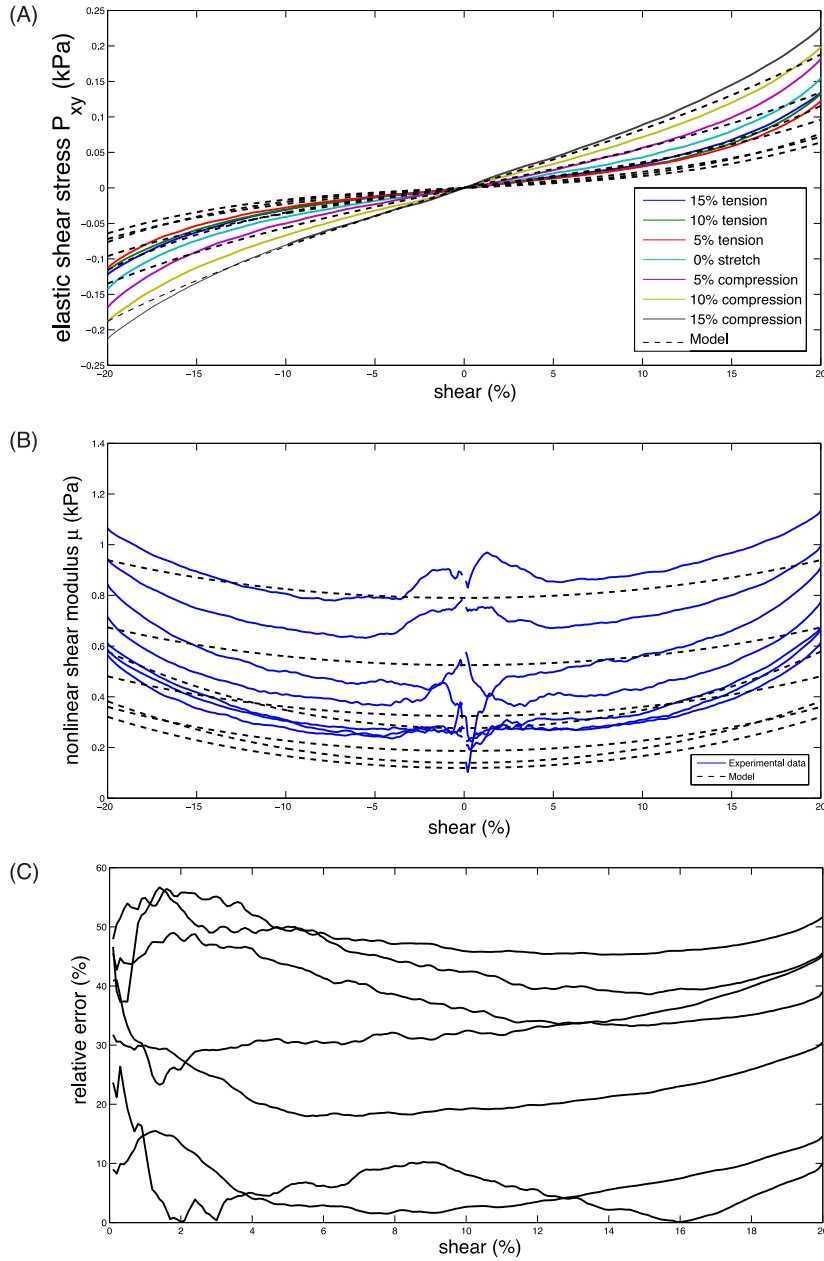 (A)
elastic shear stress P_xy (kPa)
0.25
0.2
0.15
0.1
0.05
0
-0.05
-0.1
-0.15
-0.2
-0.25
15% tension
10% tension
5% tension
0% stretch
5% compression
10% compression
15% compression
Model
-20 -15 -10 -5 0 5 10 15 20
shear (%)
(B)
nonlinear shear modulus μ (kPa)
1.4
1.2
1
0.8
0.6
0.4
0.2
0
Experimental data
Model
-20 -15 -10 -5 0 5 10 15 20
shear (%)
(C)
relative error (%)
60
50
40
30
20
10
0
0 2 4 6 8 10 12 14 16 18 20
shear (%)